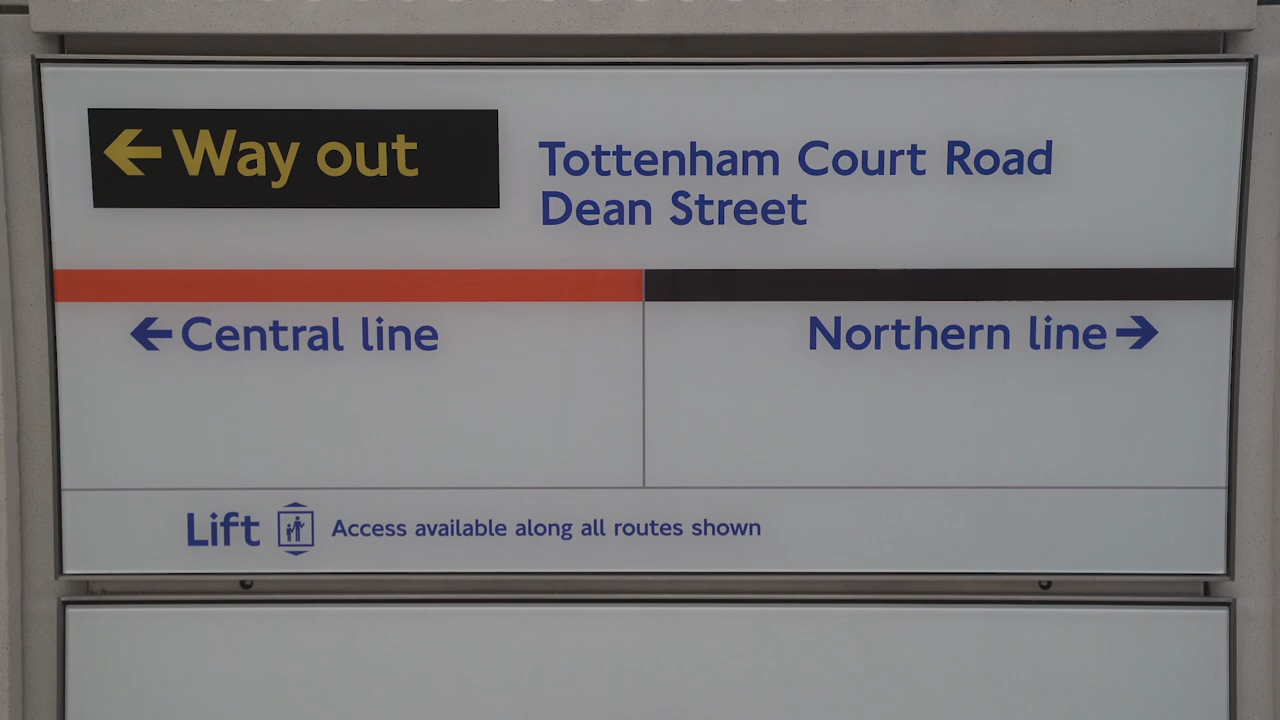 ← Way out
Tottenham Court Road
Dean Street
← Central line
Northern line →
Lift Access available along all routes shown